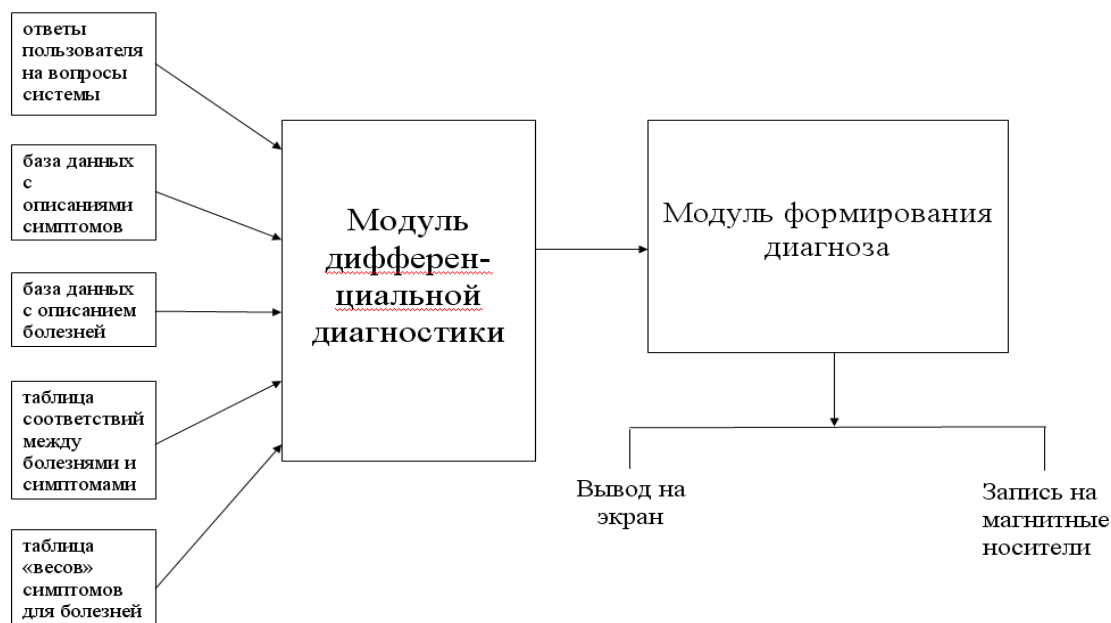 ответы
пользователя
на вопросы
системы
база данных
с
описаниями
симптомов
база данных
с описанием
болезней
таблица
соответствий
между
болезнями и
симптомами
таблица
«весов»
симптомов
для болезней
Модуль
дифферен-
циальной
диагностики
Модуль формирования
диагноза
Вывод на
экран
Запись на
магнитные
носители